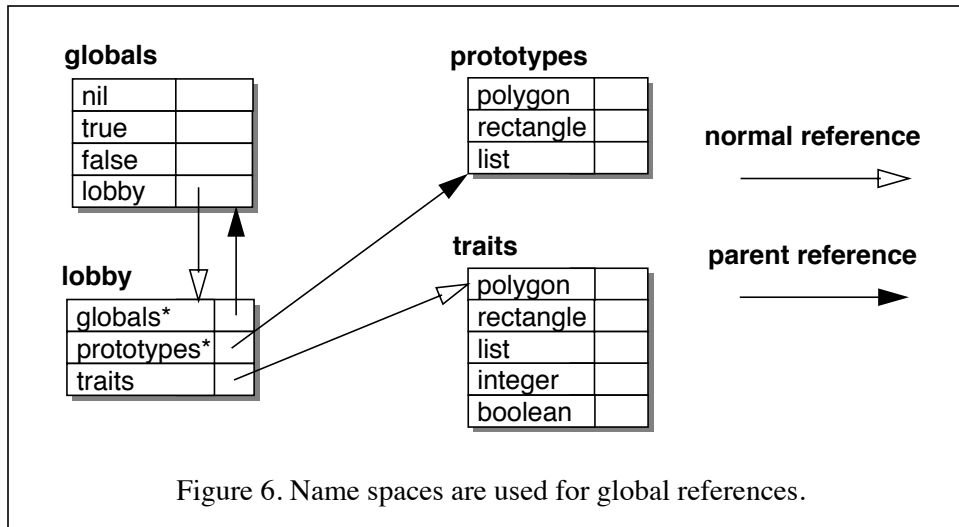 globals
nil
true
false
lobby
prototypes
polygon
rectangle
list
normal reference
lobby
globals*
prototypes*
traits
traits
polygon
rectangle
list
integer
boolean
parent reference
Figure 6. Name spaces are used for global references.